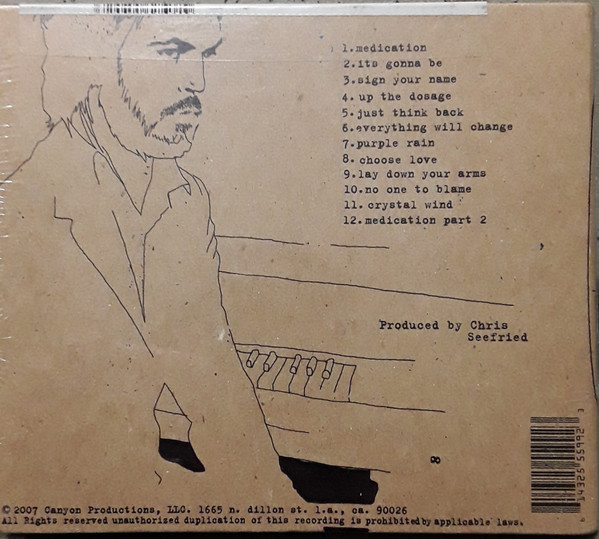 1.medication
2.its gonna be
3.sign your name
4. up the dosage
5.just think back
6.everything will change
7.purple rain
8. choose love
9.lay down your arms
10.no one to blame
11. crystal wind
12.medication part 2
Produced by Chris
Seefried
8
© 2007 Canyon Productions, LLC. 1665 n. dillon st. l.a., ca. 90026
All Rights reserved unauthorized duplication of this recording is prohibited by applicable laws.